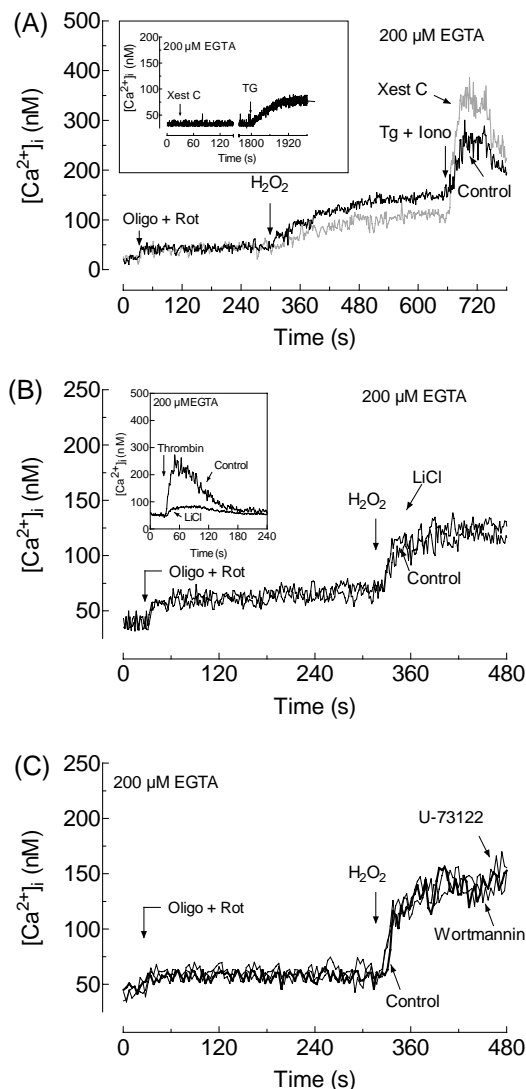 (A)
500
400
300
200
100
0
[Ca2+]i (nM)
200 µM EGTA
200 µM EGTA
200
150
100
50
[Ca2+]i (nM)
Xest C
TG
0 60 120 1800 1920
Time (s)
Xest C
Tg + Iono
Control
H2O2
Oligo + Rot
0 120 240 360 480 600 720
Time (s)
(B)
250
200
150
100
50
[Ca2+]i (nM)
200 µM EGTA
500
400
300
200
100
0
[Ca2+]i (nM)
200 µMEGTA
Thrombin
Control
LiCl
0 60 120 180 240
Time (s)
LiCl
H2O2
Control
Oligo + Rot
0 120 240 360 480
Time (s)
(C)
250
200
150
100
50
[Ca2+]i (nM)
200 µM EGTA
U-73122
H2O2
Oligo + Rot
Wortmannin
Control
0 120 240 360 480
Time (s)